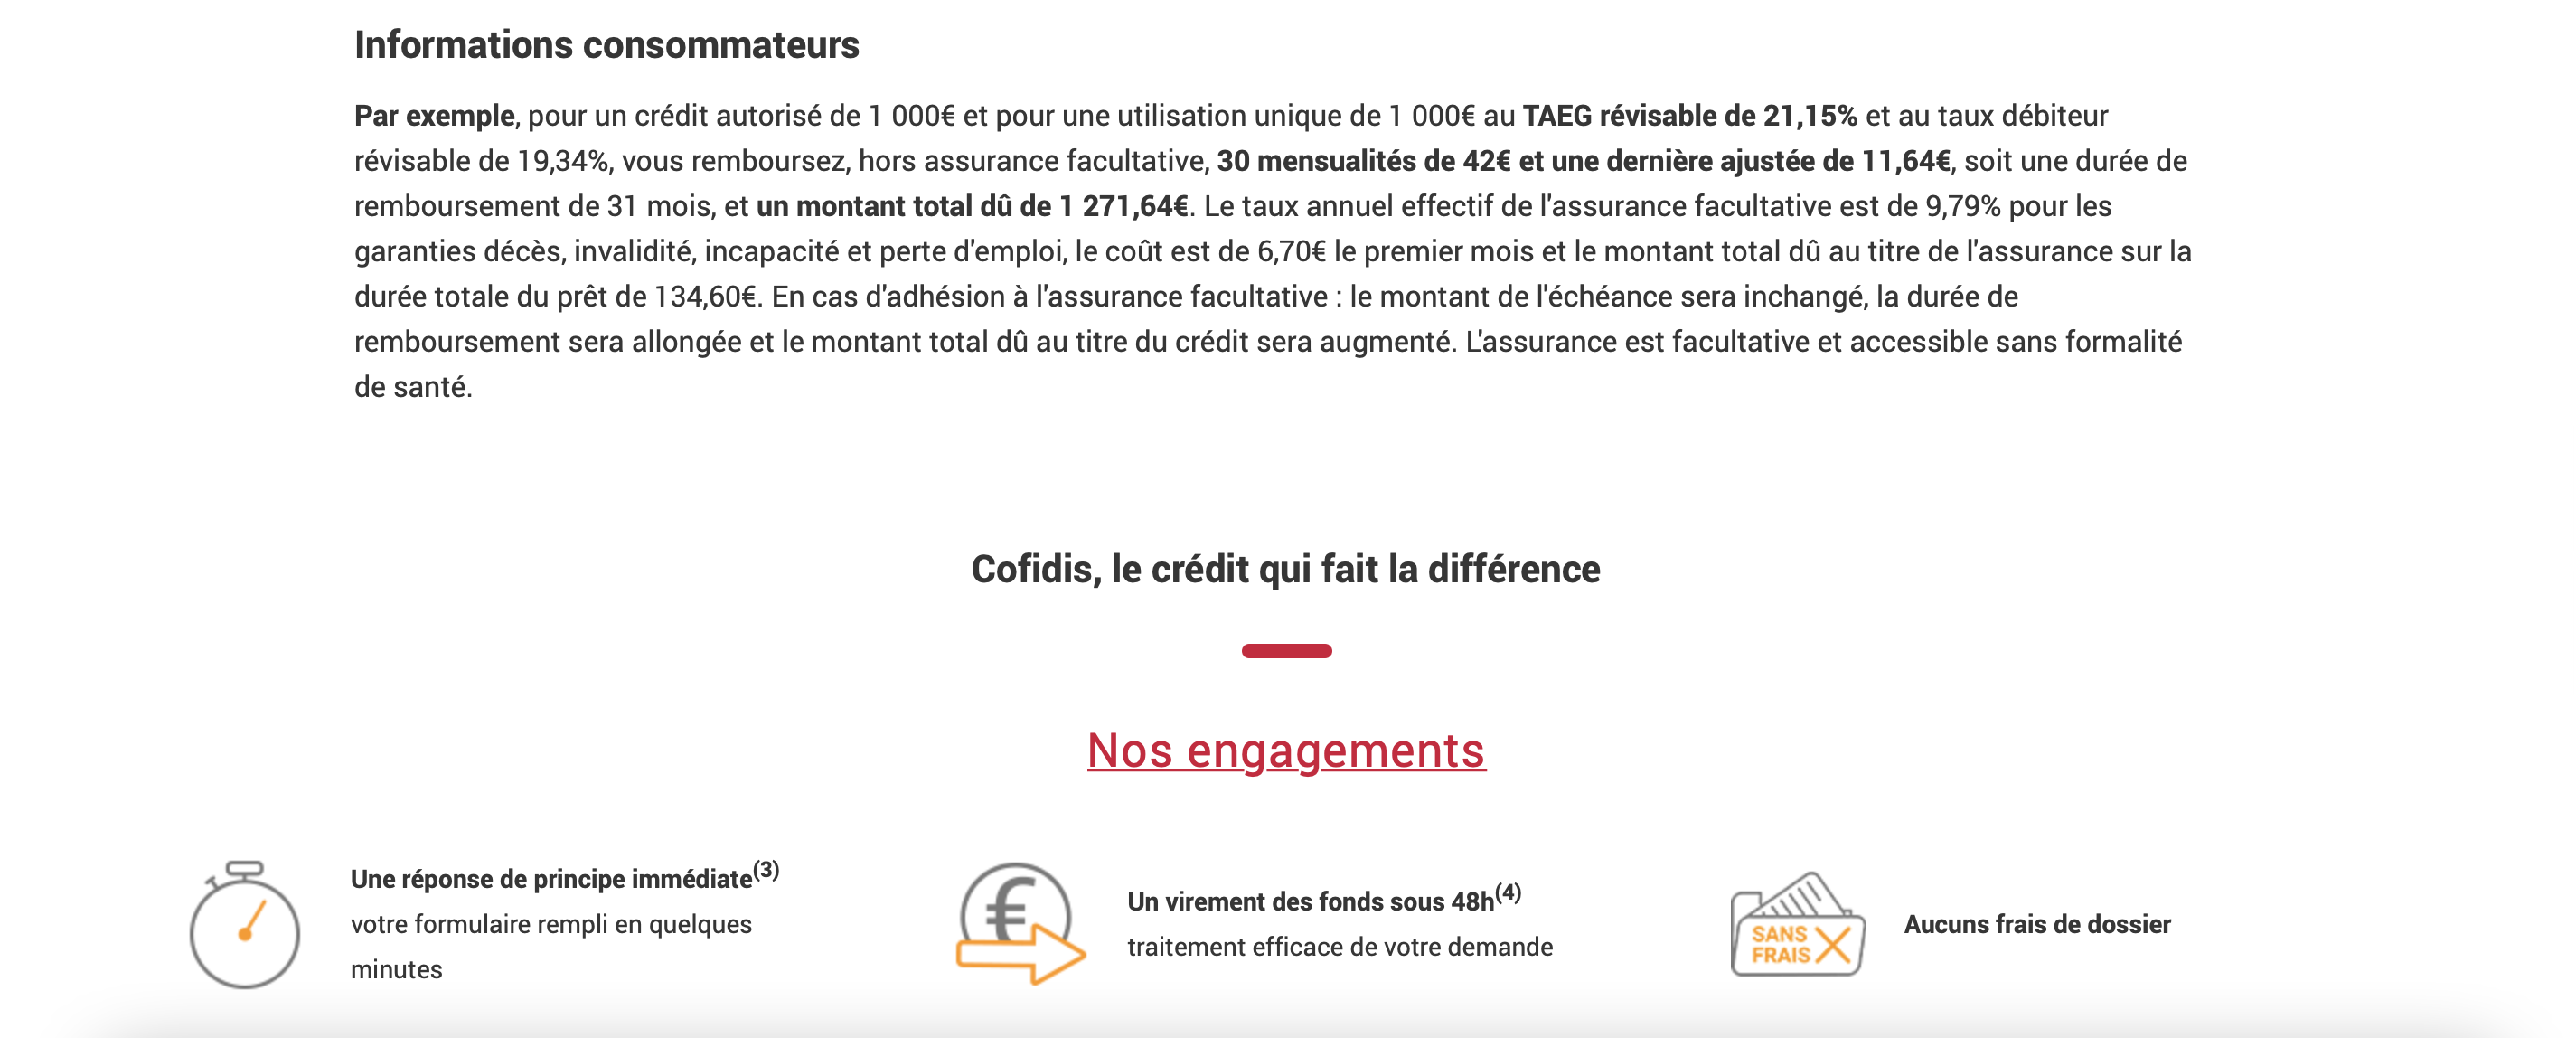 Informations consommateurs
Par exemple, pour un crédit autorisé de 1 000€ et pour une utilisation unique de 1 000€ au TAEG révisable de 21,15% et au taux débiteur
révisable de 19,34%, vous remboursez, hors assurance facultative, 30 mensualités de 42€ et une dernière ajustée de 11,64€, soit une durée de
remboursement de 31 mois, et un montant total dû de 1 271,64€. Le taux annuel effectif de l'assurance facultative est de 9,79% pour les
garanties décès, invalidité, incapacité et perte d'emploi, le coût est de 6,70€ le premier mois et le montant total dû au titre de l'assurance sur la
durée totale du prêt de 134,60€. En cas d'adhésion à l'assurance facultative : le montant de l'échéance sera inchangé, la durée de
remboursement sera allongée et le montant total dû au titre du crédit sera augmenté. L'assurance est facultative et accessible sans formalité
de santé.
Cofidis, le crédit qui fait la différence
Nos engagements
Une réponse de principe immédiate(3)
votre formulaire rempli en quelques
minutes
€
Un virement des fonds sous 48h(4)
traitement efficace de votre demande
SANS
FRAIS
Aucuns frais de dossier